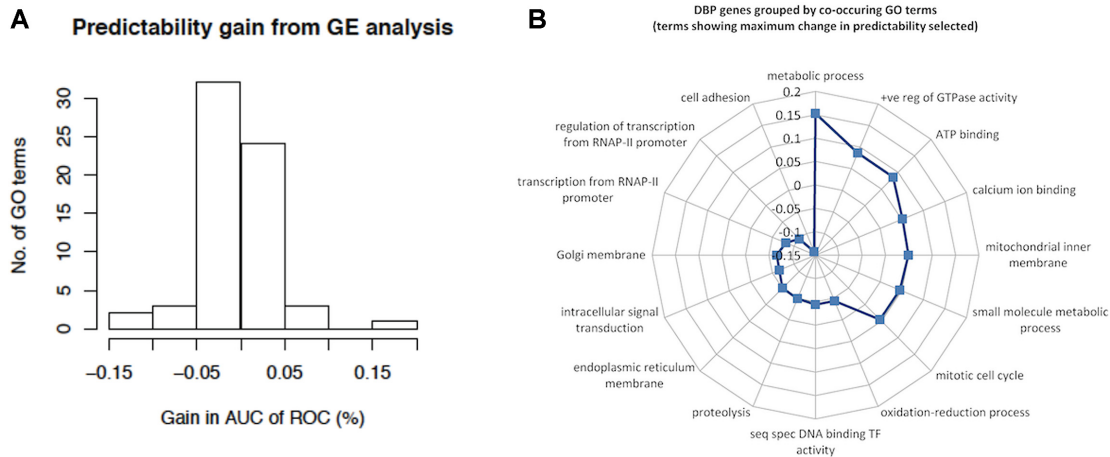 A
Predictability gain from GE analysis
No. of GO terms
30
25
20
15
10
5
0
−0.15
−0.05
0.05
0.15
Gain in AUC of ROC (%)
B
DBP genes grouped by co-occuring GO terms
(terms showing maximum change in predictability selected)
metabolic process
+ve reg of GTPase activity
ATP binding
calcium ion binding
mitochondrial inner
membrane
small molecule metabolic
process
mitotic cell cycle
oxidation-reduction process
seq spec DNA binding TF
activity
proteolysis
endoplasmic reticulum
membrane
intracellular signal
transduction
Golgi membrane
transcription from RNAP-II
promoter
regulation of transcription
from RNAP-II promoter
cell adhesion
0.2
0.15
0.1
0.05
0
-0.05
-0.1
-0.15